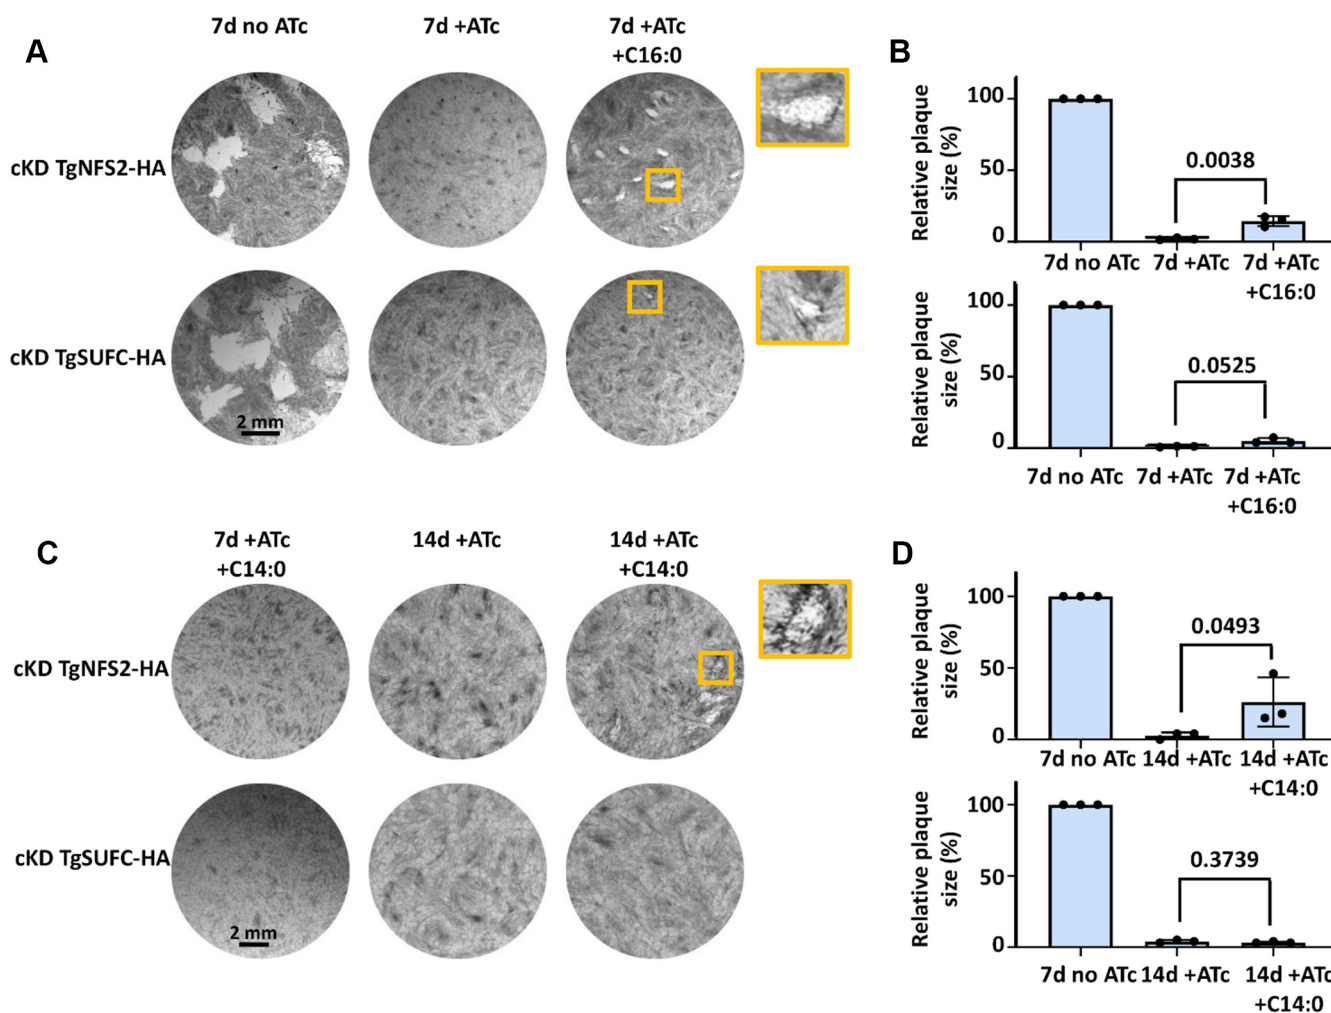 A
7d no ATc
7d +ATc
7d +ATc
+C16:0
cKD TgNFS2-HA
cKD TgSUFC-HA
2 mm
B
Relative plaque
size (%)
100
50
0
0.0038
7d no ATc
7d +ATc
7d +ATc
+C16:0
Relative plaque
size (%)
100
50
0
0.0525
7d no ATc
7d +ATc
7d +ATc
+C16:0
C
7d +ATc
+C14:0
14d +ATc
14d +ATc
+C14:0
cKD TgNFS2-HA
cKD TgSUFC-HA
2 mm
D
Relative plaque
size (%)
100
50
0
0.0493
7d no ATc
14d +ATc
14d +ATc
+C14:0
Relative plaque
size (%)
100
50
0
0.3739
7d no ATc
14d +ATc
14d +ATc
+C14:0